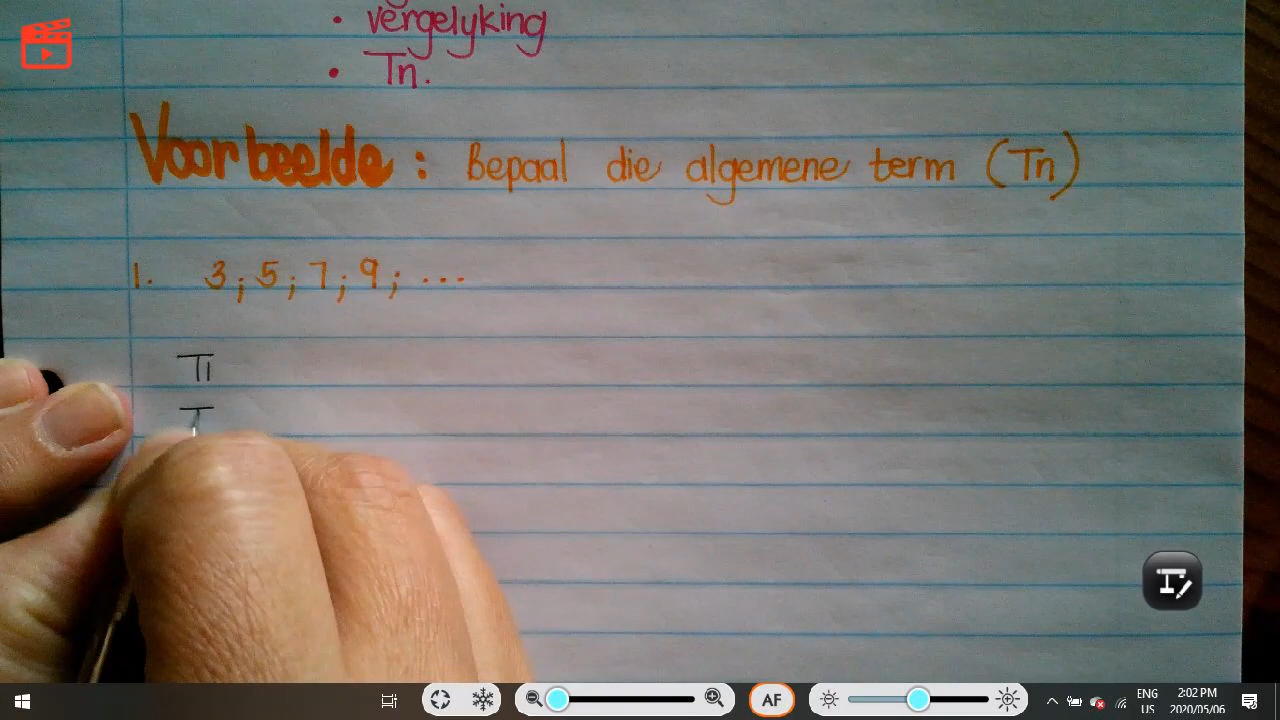 • vergelyking
• Tn.
Voorbeelde : Bepaal die algemene term (Tn)
1. 3 ; 5 ; 7 ; 9 ; ...
T1
T
AF
ENG
US
2:02 PM
2020/05/06